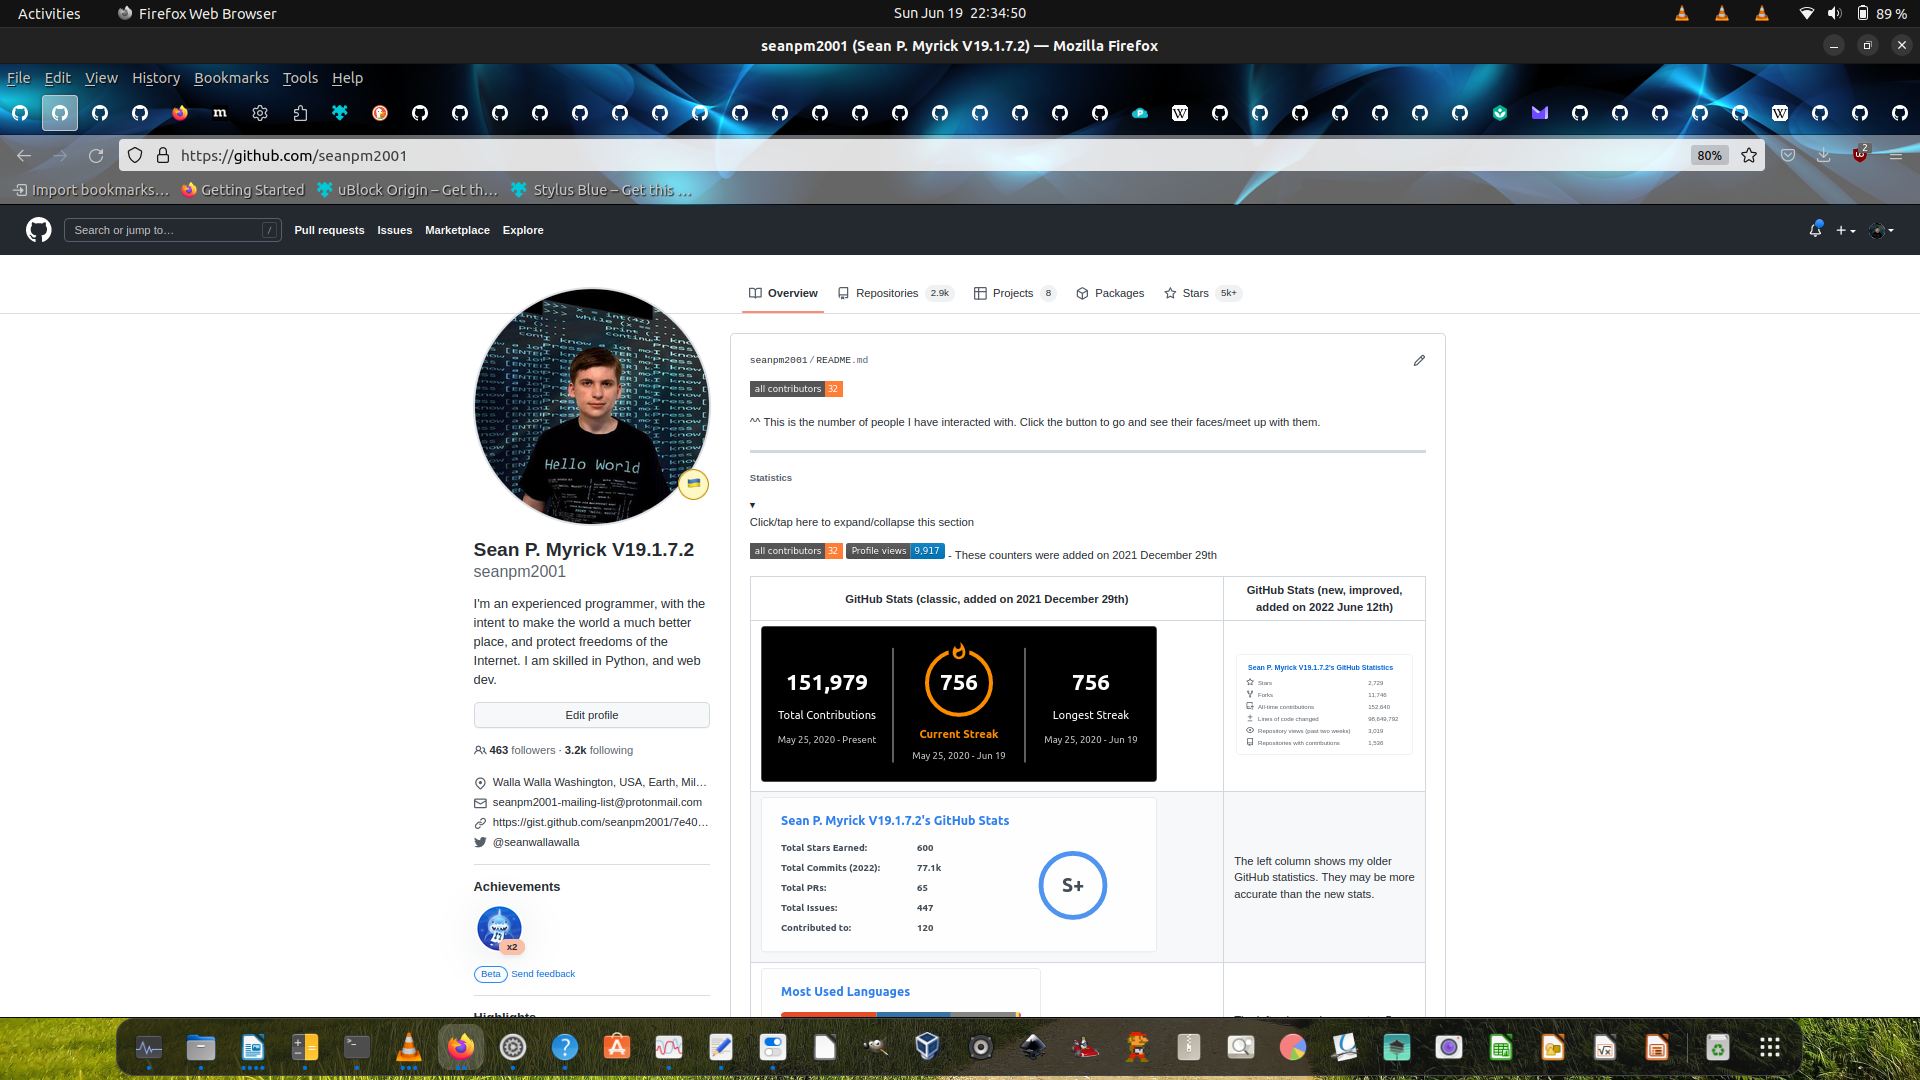 Activities
Firefox Web Browser
Sun Jun 19 22:34:50
89 %
seanpm2001 (Sean P. Myrick V19.1.7.2) — Mozilla Firefox
File Edit View History Bookmarks Tools Help
https://github.com/seanpm2001
80%
2
Import bookmarks…
Getting Started
uBlock Origin – Get th…
Stylus Blue – Get this …
Search or jump to…
/
Pull requests
Issues
Marketplace
Explore
Overview
Repositories 2.9k
Projects 8
Packages
Stars 5k+
Hello World
Sean P. Myrick V19.1.7.2
seanpm2001
I'm an experienced programmer, with the
intent to make the world a much better
place, and protect freedoms of the
Internet. I am skilled in Python, and web
dev.
Edit profile
463 followers · 3.2k following
Walla Walla Washington, USA, Earth, Mil…
seanpm2001-mailing-list@protonmail.com
https://gist.github.com/seanpm2001/7e40…
@seanwallawalla
Achievements
x2
Beta Send feedback
Highlights
seanpm2001/README.md
all contributors 32
^^ This is the number of people I have interacted with. Click the button to go and see their faces/meet up with them.
Statistics
Click/tap here to expand/collapse this section
all contributors 32 Profile views 9,917 - These counters were added on 2021 December 29th
GitHub Stats (classic, added on 2021 December 29th)
GitHub Stats (new, improved,
added on 2022 June 12th)
151,979
Total Contributions
May 25, 2020 - Present
756
Current Streak
May 25, 2020 - Jun 19
756
Longest Streak
May 25, 2020 - Jun 19
Sean P. Myrick V19.1.7.2's GitHub Statistics
Stars 2,729
Forks 11,748
All-time contributions 152,640
Lines of code changed 98,649,792
Repository views (past two weeks) 3,019
Repositories with contributions 1,536
Sean P. Myrick V19.1.7.2's GitHub Stats
Total Stars Earned: 600
Total Commits (2022): 77.1k
Total PRs: 65
Total Issues: 447
Contributed to: 120
S+
The left column shows my older
GitHub statistics. They may be more
accurate than the new stats.
Most Used Languages